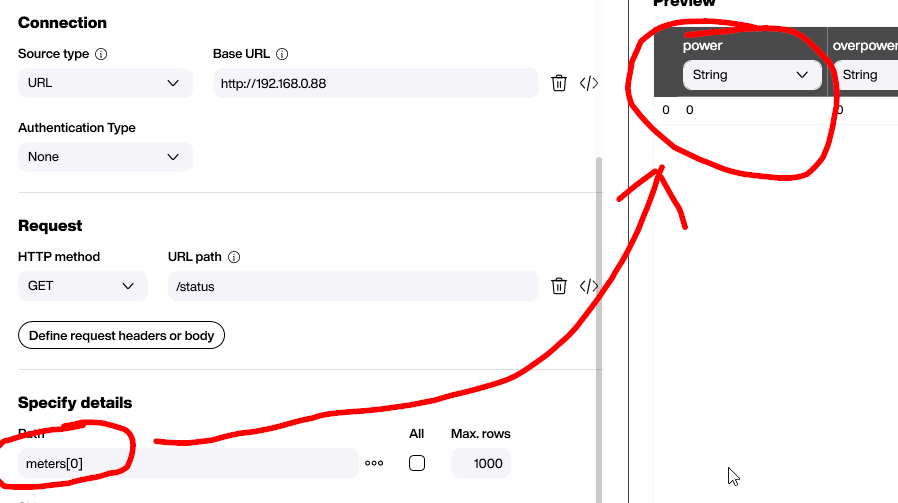 Connection
Preview
Source type
Base URL
power
overpower
URL
http://192.168.0.88
</>
String
String
0
0
0
Authentication Type
None
Request
HTTP method
URL path
GET
/status
</>
Define request headers or body
Specify details
Path
All
Max. rows
meters[0]
1000